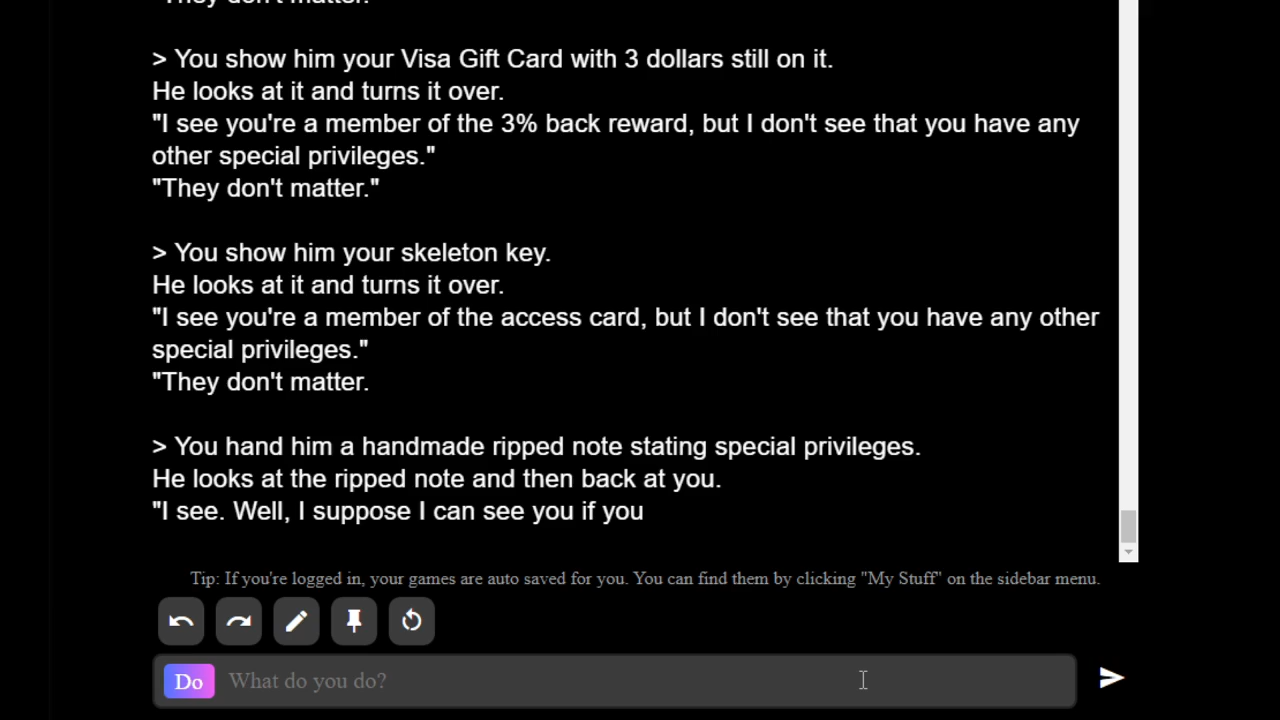 "They don't matter.
> You show him your Visa Gift Card with 3 dollars still on it.
He looks at it and turns it over.
"I see you're a member of the 3% back reward, but I don't see that you have any
other special privileges."
"They don't matter."
> You show him your skeleton key.
He looks at it and turns it over.
"I see you're a member of the access card, but I don't see that you have any other
special privileges."
"They don't matter.
> You hand him a handmade ripped note stating special privileges.
He looks at the ripped note and then back at you.
"I see. Well, I suppose I can see you if you
Tip: If you're logged in, your games are auto saved for you. You can find them by clicking "My Stuff" on the sidebar menu.
Do What do you do?